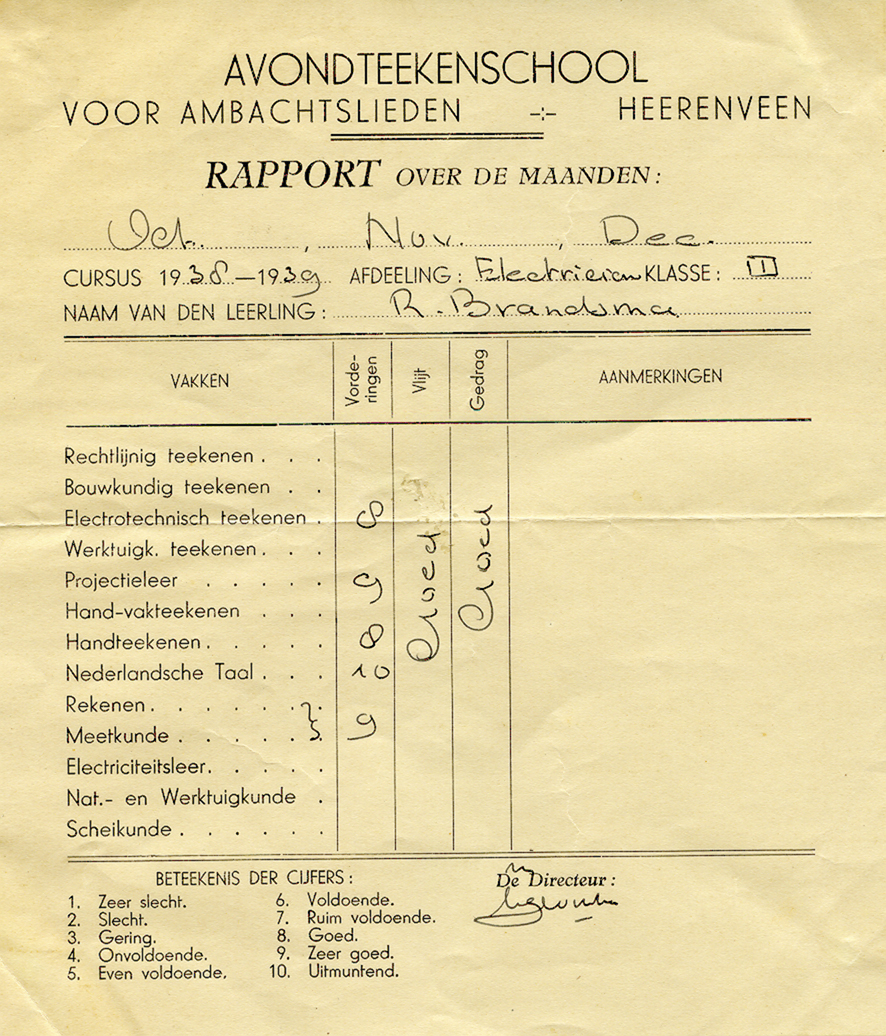 AVONDTEEKENSCHOOL
VOOR AMBACHTSLIEDEN -:- HEERENVEEN
RAPPORT OVER DE MAANDEN:
Oct. , Nov. , Dec.
CURSUS 1938—1939 AFDEELING: Electricien KLASSE: II
NAAM VAN DEN LEERLING: R. Brandsma
VAKKEN Vorde-ringen Vlijt Gedrag AANMERKINGEN
Rechtlijnig teekenen . . .
Bouwkundig teekenen . .
Electrotechnisch teekenen . 8
Werktuigk. teekenen . . .
Projectieleer . . . . . 9
Hand-vakteekenen . . .
Handteekenen . . . . . 8
Nederlandsche Taal . . . 10
Goed Goed
Rekenen . . . . . . }
Meetkunde . . . . . } 9
Electriciteitsleer. . . . .
Nat.- en Werktuigkunde .
Scheikunde . . . . . .
BETEEKENIS DER CIJFERS: De Directeur:
1. Zeer slecht. 6. Voldoende.
2. Slecht. 7. Ruim voldoende.
3. Gering. 8. Goed.
4. Onvoldoende. 9. Zeer goed.
5. Even voldoende. 10. Uitmuntend.